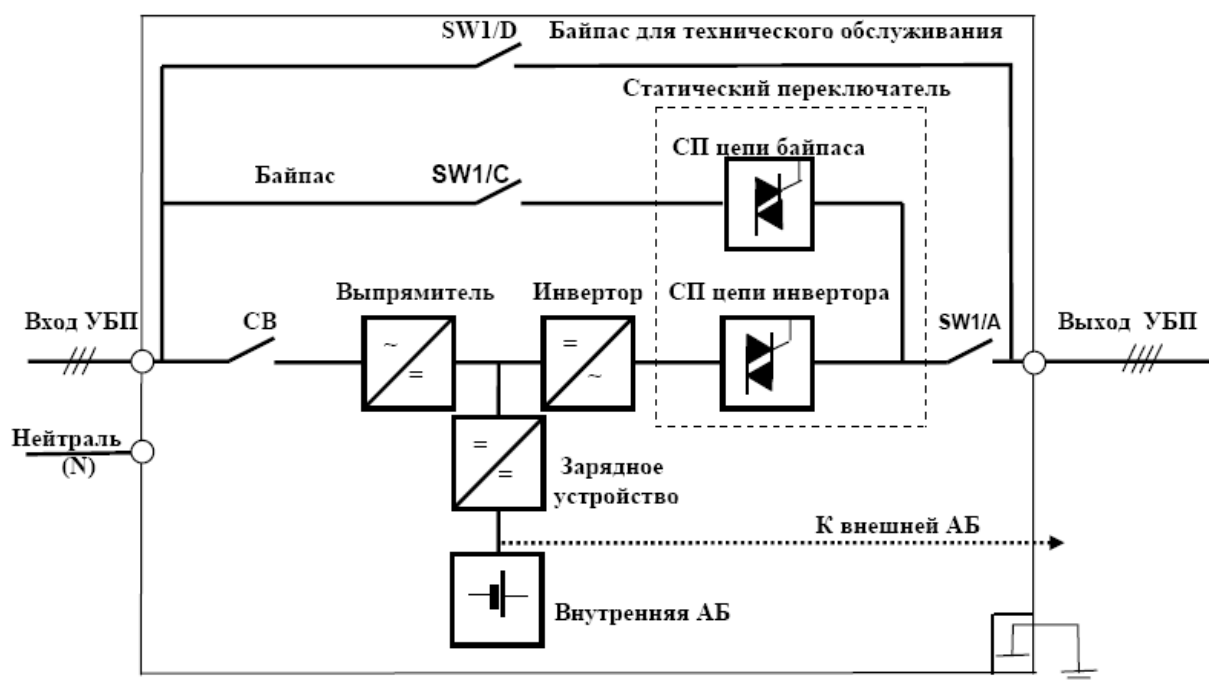 SW1/D
Байпас для технического обслуживания
Статический переключатель
СП цепи байпаса
Байпас
SW1/C
Выпрямитель
Инвертор
СП цепи инвертора
Вход УБП
СВ
SW1/A
Выход УБП
~
=
=
~
Нейтраль
(N)
=
=
Зарядное
устройство
К внешней АБ
Внутренняя АБ